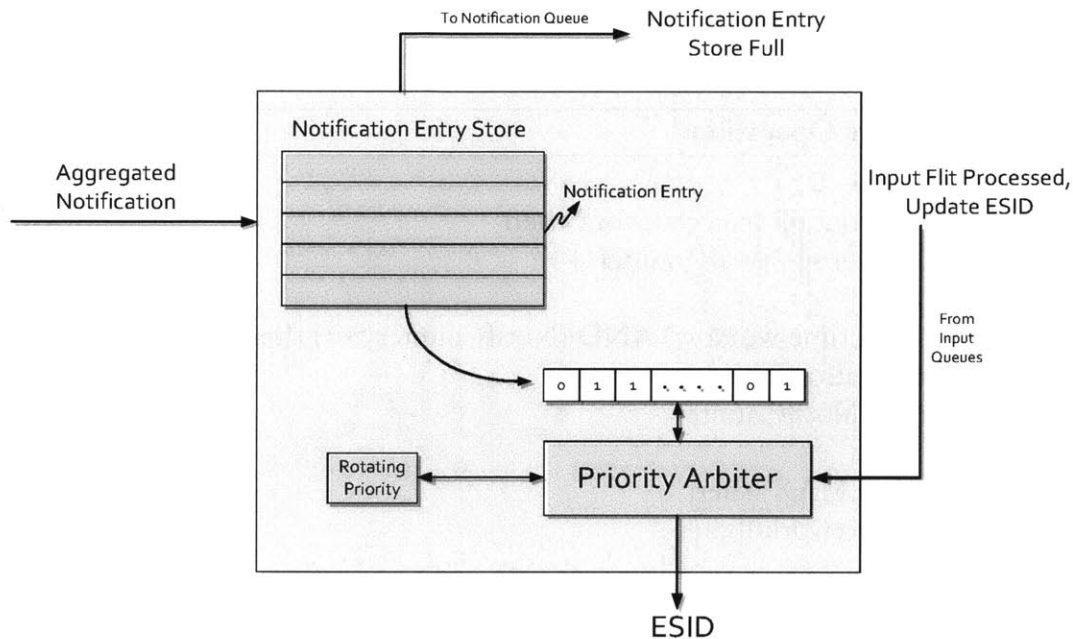 To Notification Queue
Notification Entry
Store Full
Notification Entry Store
Aggregated
Notification
Notification Entry
Input Flit Processed,
Update ESID
From
Input
Queues
0 1 1 . . . . 0 1
Rotating
Priority
Priority Arbiter
ESID